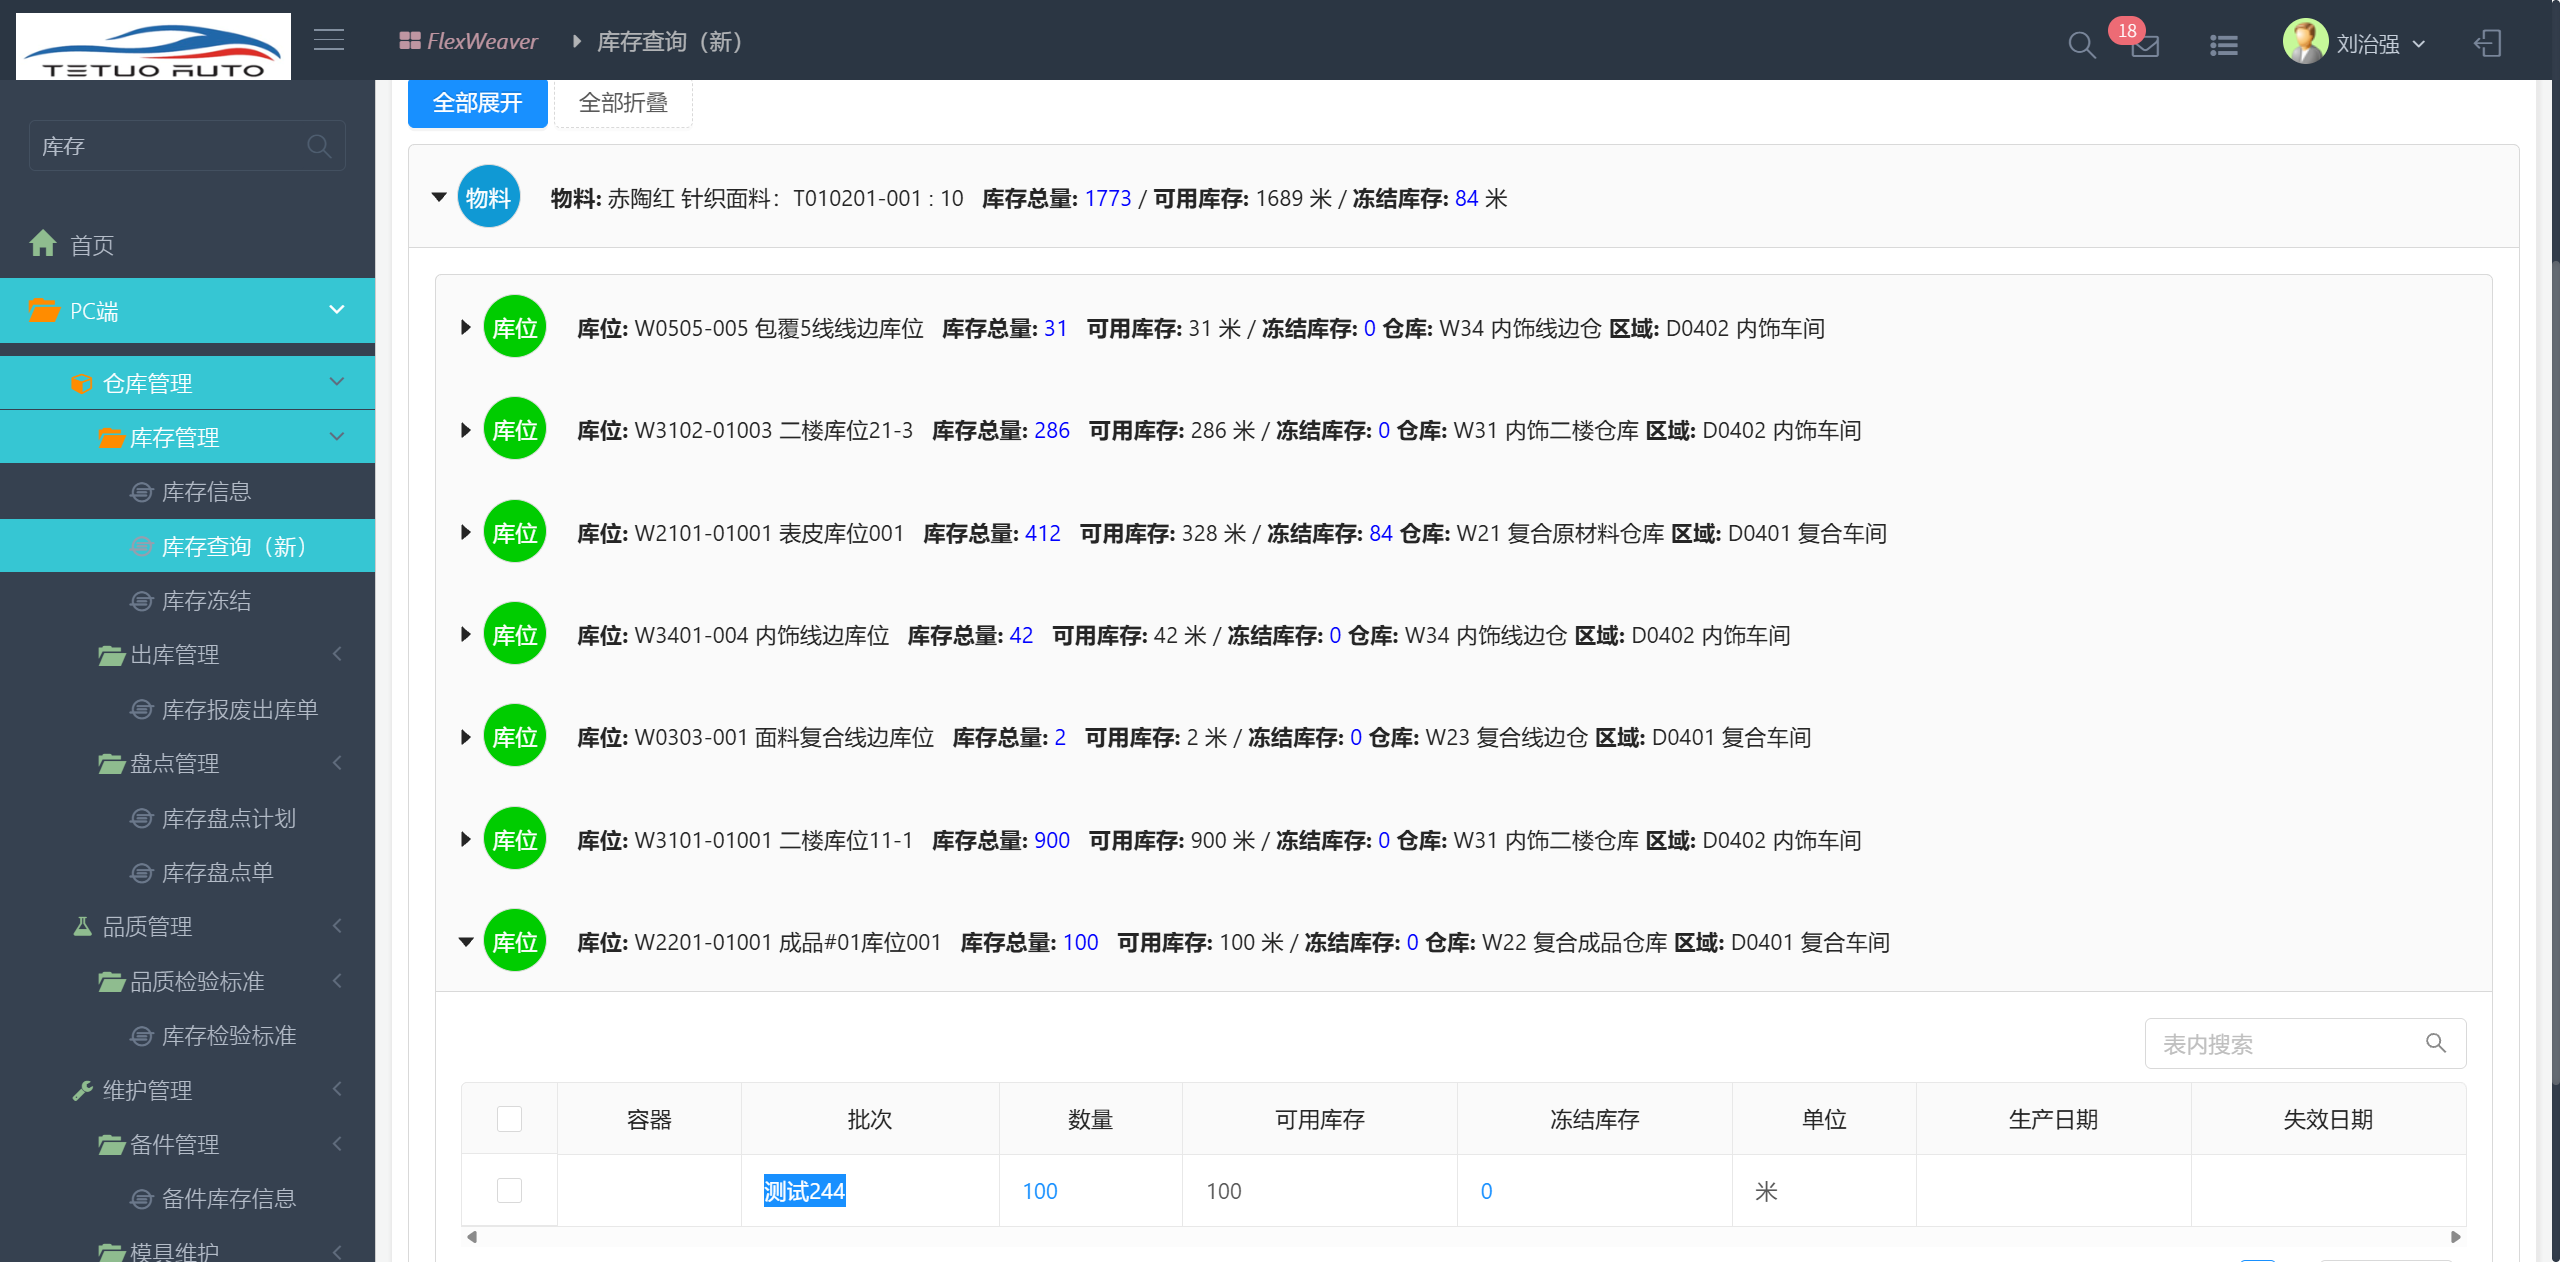 TETUO AUTO
FlexWeaver
库存查询（新）
18
刘治强
库存
首页
PC端
仓库管理
库存管理
库存信息
库存查询（新）
库存冻结
出库管理
库存报废出库单
盘点管理
库存盘点计划
库存盘点单
品质管理
品质检验标准
库存检验标准
维护管理
备件管理
备件库存信息
模具维护
全部展开
全部折叠
物料 物料: 赤陶红 针织面料：T010201-001 : 10 库存总量: 1773 / 可用库存: 1689 米 / 冻结库存: 84 米
库位 库位: W0505-005 包覆5线线边库位 库存总量: 31 可用库存: 31 米 / 冻结库存: 0 仓库: W34 内饰线边仓 区域: D0402 内饰车间
库位 库位: W3102-01003 二楼库位21-3 库存总量: 286 可用库存: 286 米 / 冻结库存: 0 仓库: W31 内饰二楼仓库 区域: D0402 内饰车间
库位 库位: W2101-01001 表皮库位001 库存总量: 412 可用库存: 328 米 / 冻结库存: 84 仓库: W21 复合原材料仓库 区域: D0401 复合车间
库位 库位: W3401-004 内饰线边库位 库存总量: 42 可用库存: 42 米 / 冻结库存: 0 仓库: W34 内饰线边仓 区域: D0402 内饰车间
库位 库位: W0303-001 面料复合线边库位 库存总量: 2 可用库存: 2 米 / 冻结库存: 0 仓库: W23 复合线边仓 区域: D0401 复合车间
库位 库位: W3101-01001 二楼库位11-1 库存总量: 900 可用库存: 900 米 / 冻结库存: 0 仓库: W31 内饰二楼仓库 区域: D0402 内饰车间
库位 库位: W2201-01001 成品#01库位001 库存总量: 100 可用库存: 100 米 / 冻结库存: 0 仓库: W22 复合成品仓库 区域: D0401 复合车间
表内搜索
容器 批次 数量 可用库存 冻结库存 单位 生产日期 失效日期
测试244 100 100 0 米